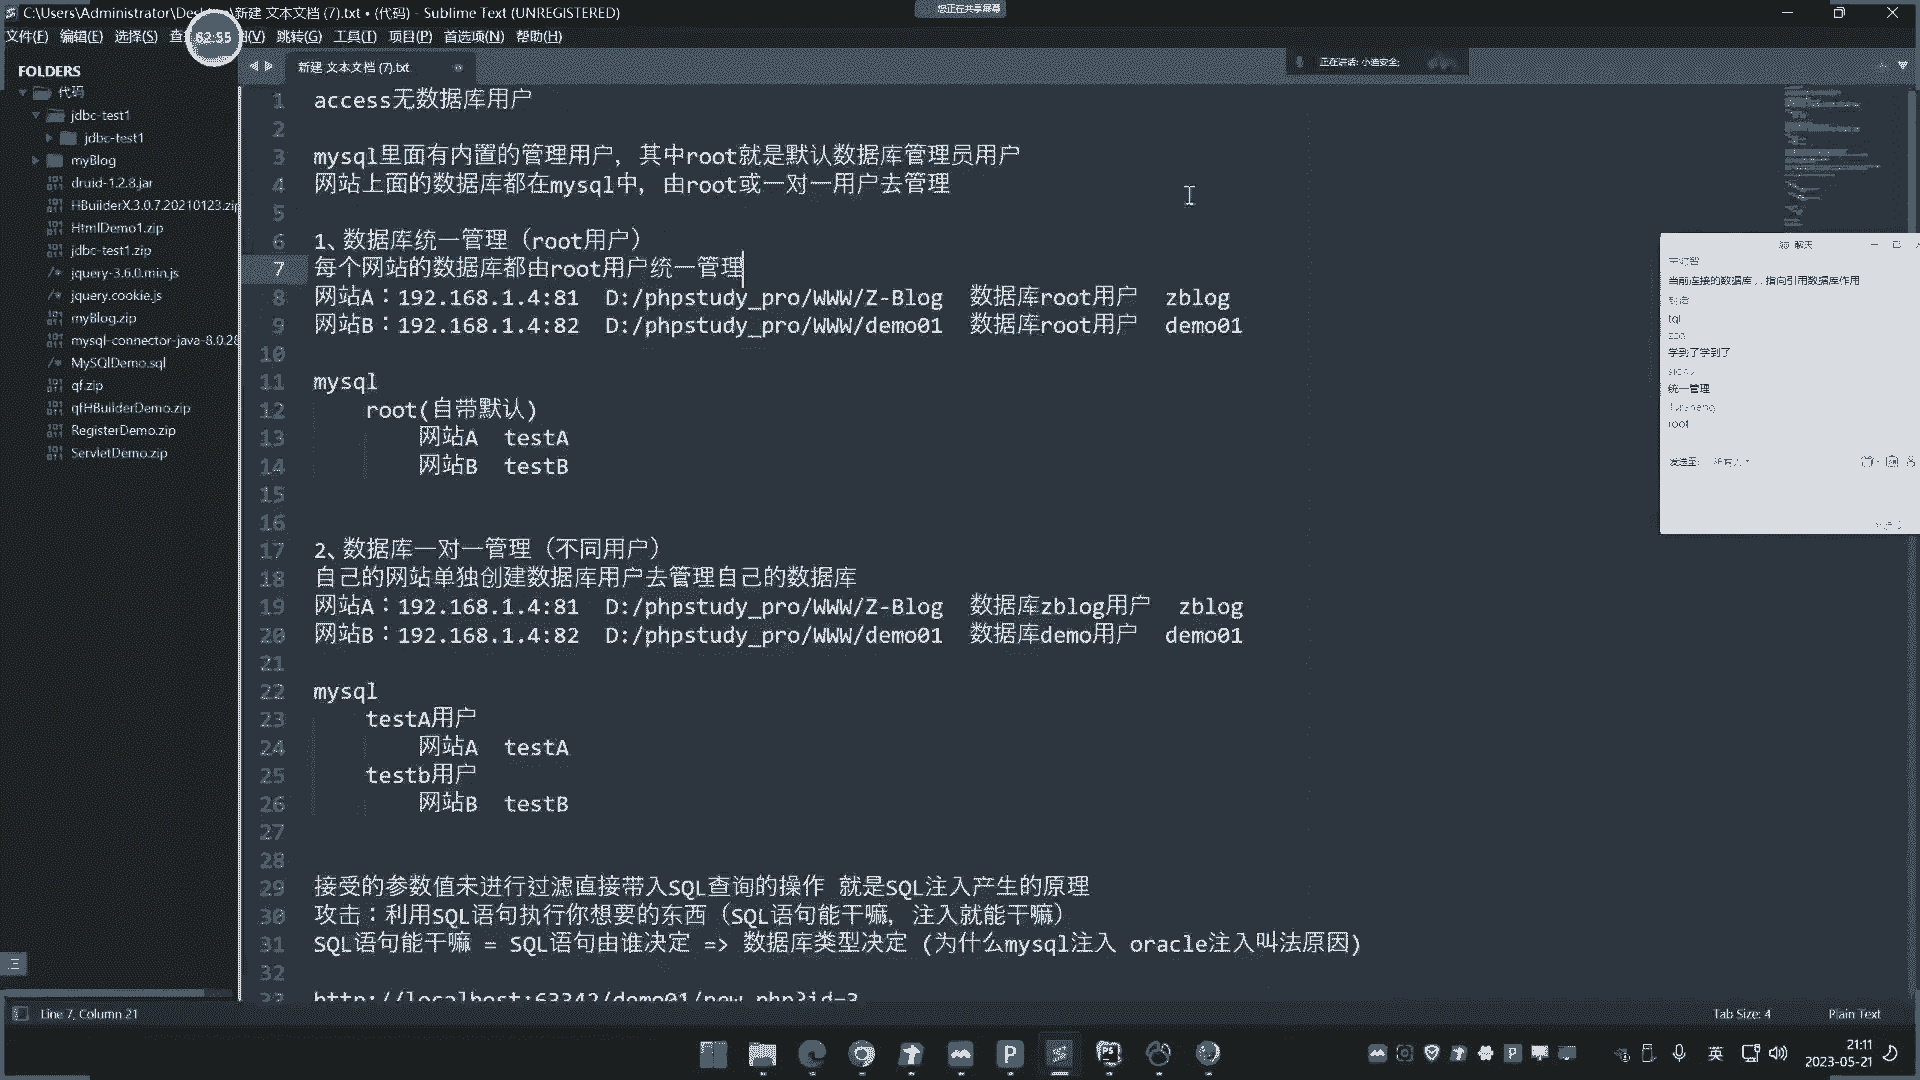 C:\Users\Administrator\Desktop\新建 文本文档 (7).txt • (代码) - Sublime Text (UNREGISTERED)
您正在共享屏幕
文件(F) 编辑(E) 选择(S) 查 62:55 图(V) 跳转(G) 工具(T) 项目(P) 首选项(N) 帮助(H)
正在讲话: 小迪安全;
FOLDERS
代码
jdbc-test1
jdbc-test1
myBlog
druid-1.2.8.jar
HBuilderX.3.0.7.20210123.zip
HtmlDemo1.zip
jdbc-test1.zip
jquery-3.6.0.min.js
jquery.cookie.js
myBlog.zip
mysql-connector-java-8.0.28
MySQlDemo.sql
qf.zip
qfHBuilderDemo.zip
RegisterDemo.zip
ServletDemo.zip
新建 文本文档 (7).txt
1 access无数据库用户
2
3 mysql里面有内置的管理用户，其中root就是默认数据库管理员用户
4 网站上面的数据库都在mysql中，由root或一对一用户去管理
5
6 1、数据库统一管理（root用户）
7 每个网站的数据库都由root用户统一管理
8 网站A：192.168.1.4:81 D:/phpstudy_pro/WWW/Z-Blog 数据库root用户 zblog
9 网站B：192.168.1.4:82 D:/phpstudy_pro/WWW/demo01 数据库root用户 demo01
10
11 mysql
12 root(自带默认)
13 网站A testA
14 网站B testB
15
16
17 2、数据库一对一管理（不同用户）
18 自己的网站单独创建数据库用户去管理自己的数据库
19 网站A：192.168.1.4:81 D:/phpstudy_pro/WWW/Z-Blog 数据库zblog用户 zblog
20 网站B：192.168.1.4:82 D:/phpstudy_pro/WWW/demo01 数据库demo用户 demo01
21
22 mysql
23 testA用户
24 网站A testA
25 testb用户
26 网站B testB
27
28
29 接受的参数值未进行过滤直接带入SQL查询的操作 就是SQL注入产生的原理
30 攻击：利用SQL语句执行你想要的东西（SQL语句能干嘛，注入就能干嘛）
31 SQL语句能干嘛 = SQL语句由谁决定 => 数据库类型决定 (为什么mysql注入 oracle注入叫法原因)
32
33 http://localhost:63342/demo01/new.php?id=3
聊天
当前连接的数据库，，指向引用数据库作用
tql
学到了学到了
统一管理
root
发送至:
Line 7, Column 21
Tab Size: 4
Plain Text
英
21:11
2023-05-21